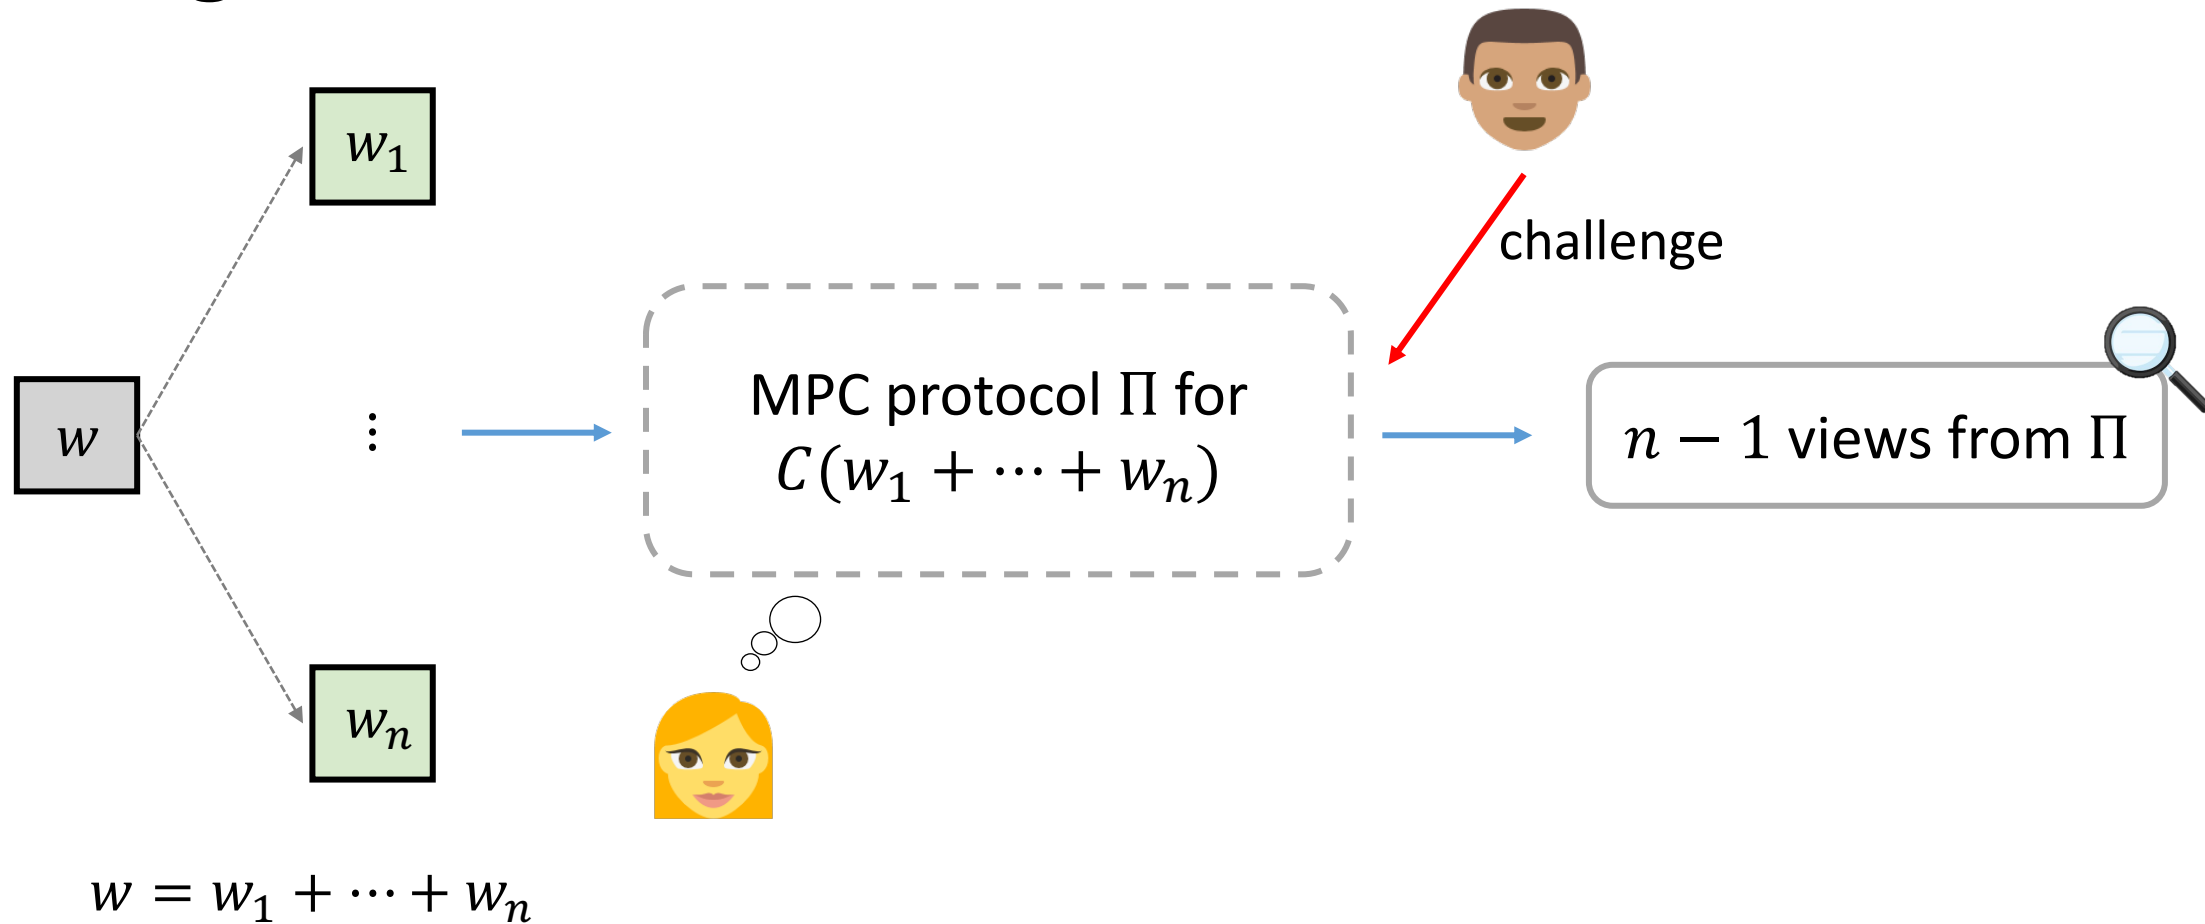 w₁
challenge
w
⋮
MPC protocol Π for
C(w₁ + ⋯ + wₙ)
n − 1 views from Π
wₙ
w = w₁ + ⋯ + wₙ